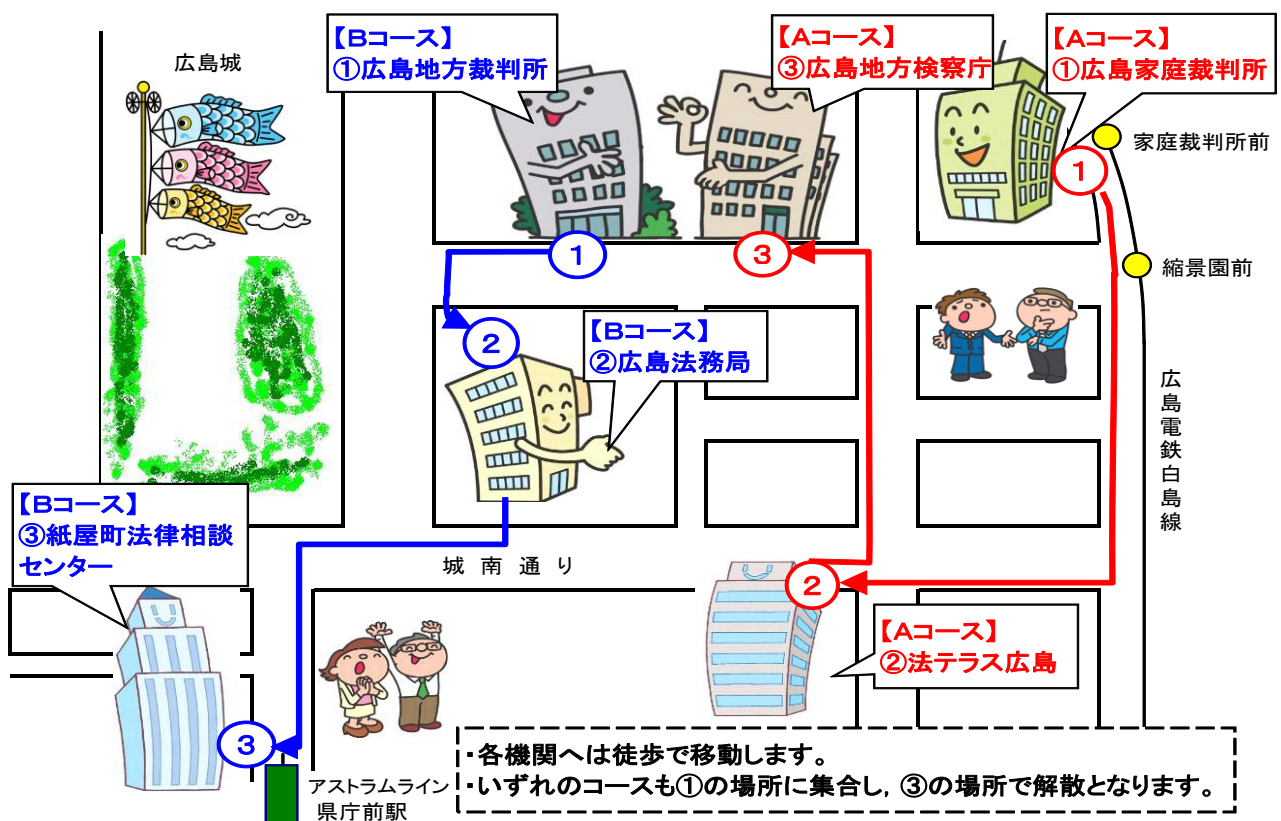 広島城
【Bコース】
①広島地方裁判所
【Aコース】
③広島地方検察庁
【Aコース】
①広島家庭裁判所
家庭裁判所前
1
1
3
縮景園前
2
【Bコース】
②広島法務局
広島電鉄白島線
【Bコース】
③紙屋町法律相談
センター
城南通り
2
【Aコース】
②法テラス広島
3
アストラムライン
県庁前駅
・各機関へは徒歩で移動します。
・いずれのコースも①の場所に集合し，③の場所で解散となります。